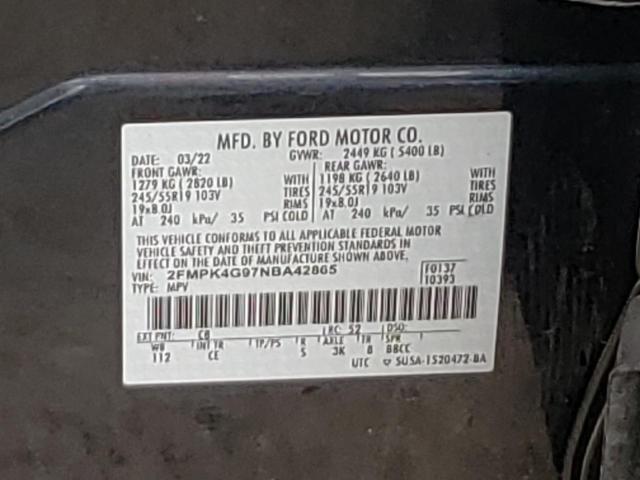 MFD. BY FORD MOTOR CO.
DATE: 03/22 GVWR: 2449 KG ( 5400 LB)
FRONT GAWR: REAR GAWR:
1279 KG ( 2820 LB) WITH 1198 KG ( 2640 LB) WITH
245/55R19 103V TIRES 245/55R19 103V TIRES
19x8.0J RIMS 19x8.0J RIMS
AT 240 kPa/ 35 PSI COLD AT 240 kPa/ 35 PSI COLD
THIS VEHICLE CONFORMS TO ALL APPLICABLE FEDERAL MOTOR
VEHICLE SAFETY AND THEFT PREVENTION STANDARDS IN
EFFECT ON THE DATE OF MANUFACTURE SHOWN ABOVE.
VIN: 2FMPK4G97NBA42865 F0137
TYPE: MPV 10393
EXT PNT: C8 RC: 52 DSO:
WB INT TR TP/PS R AXLE TR SPR
112 CE S 3K 8 BBCC
UTC SUSA-1520472-BA